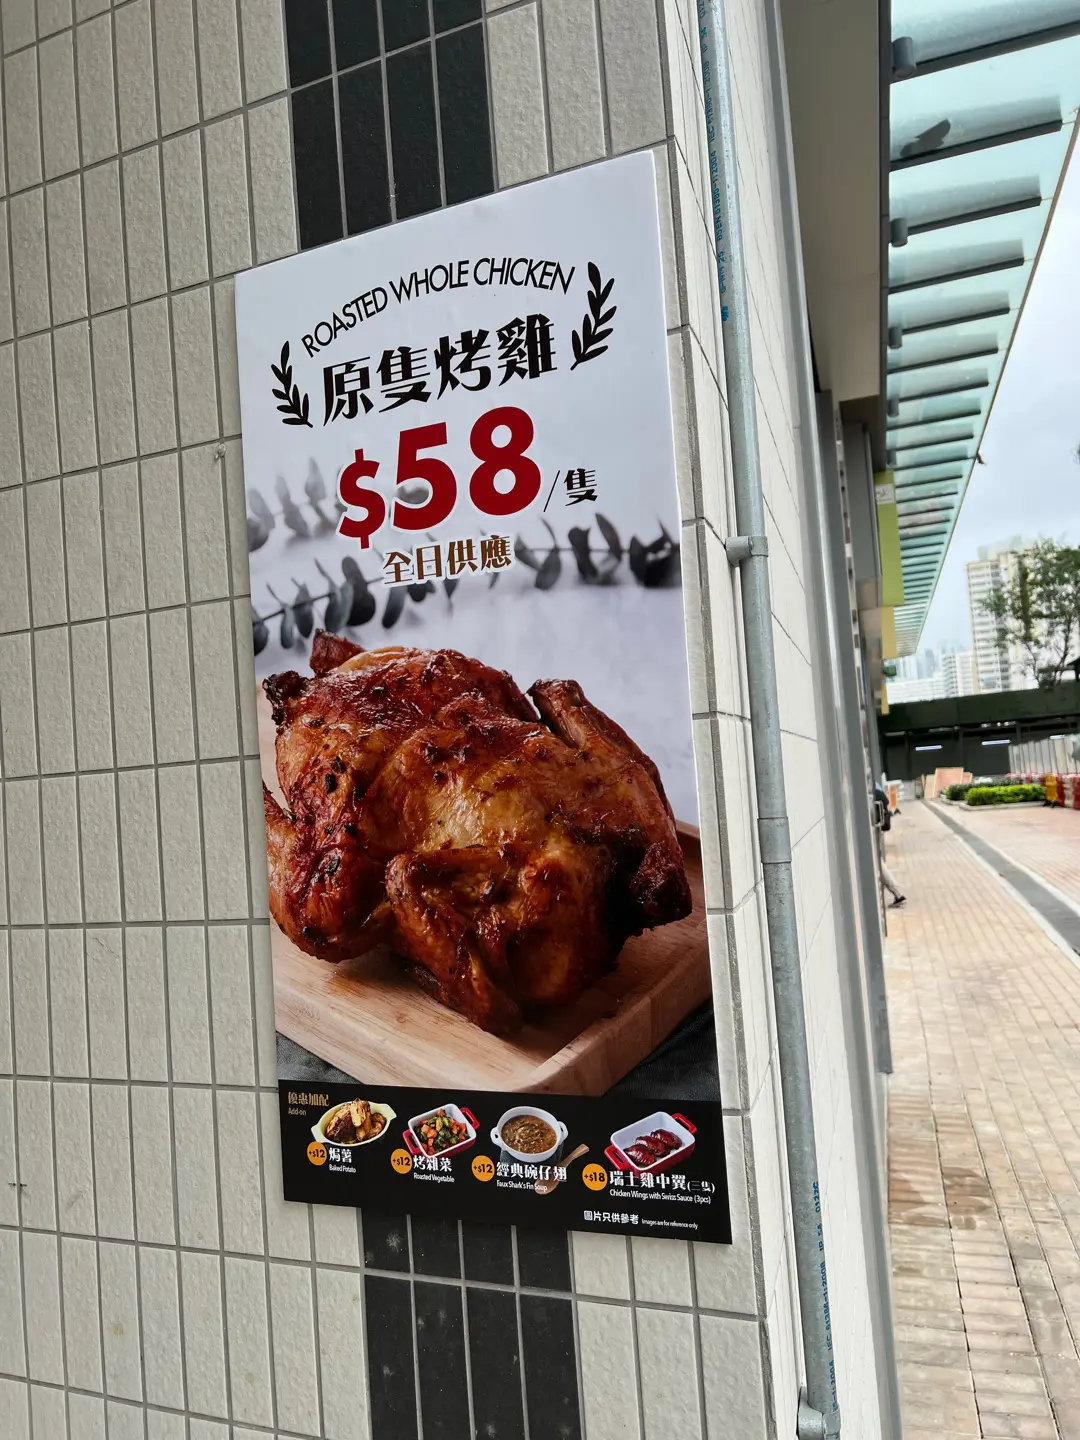 ROASTED WHOLE CHICKEN
原隻烤雞
$58/隻
全日供應
優惠加配
Add-on
+$12 焗薯
Baked Potato
+$12 烤雜菜
Roasted Vegetable
+$12 經典碗仔翅
Faux Shark's Fin Soup
+$18 瑞士雞中翼(三隻)
Chicken Wings with Swiss Sauce (3pcs)
圖片只供參考 Images are for reference only